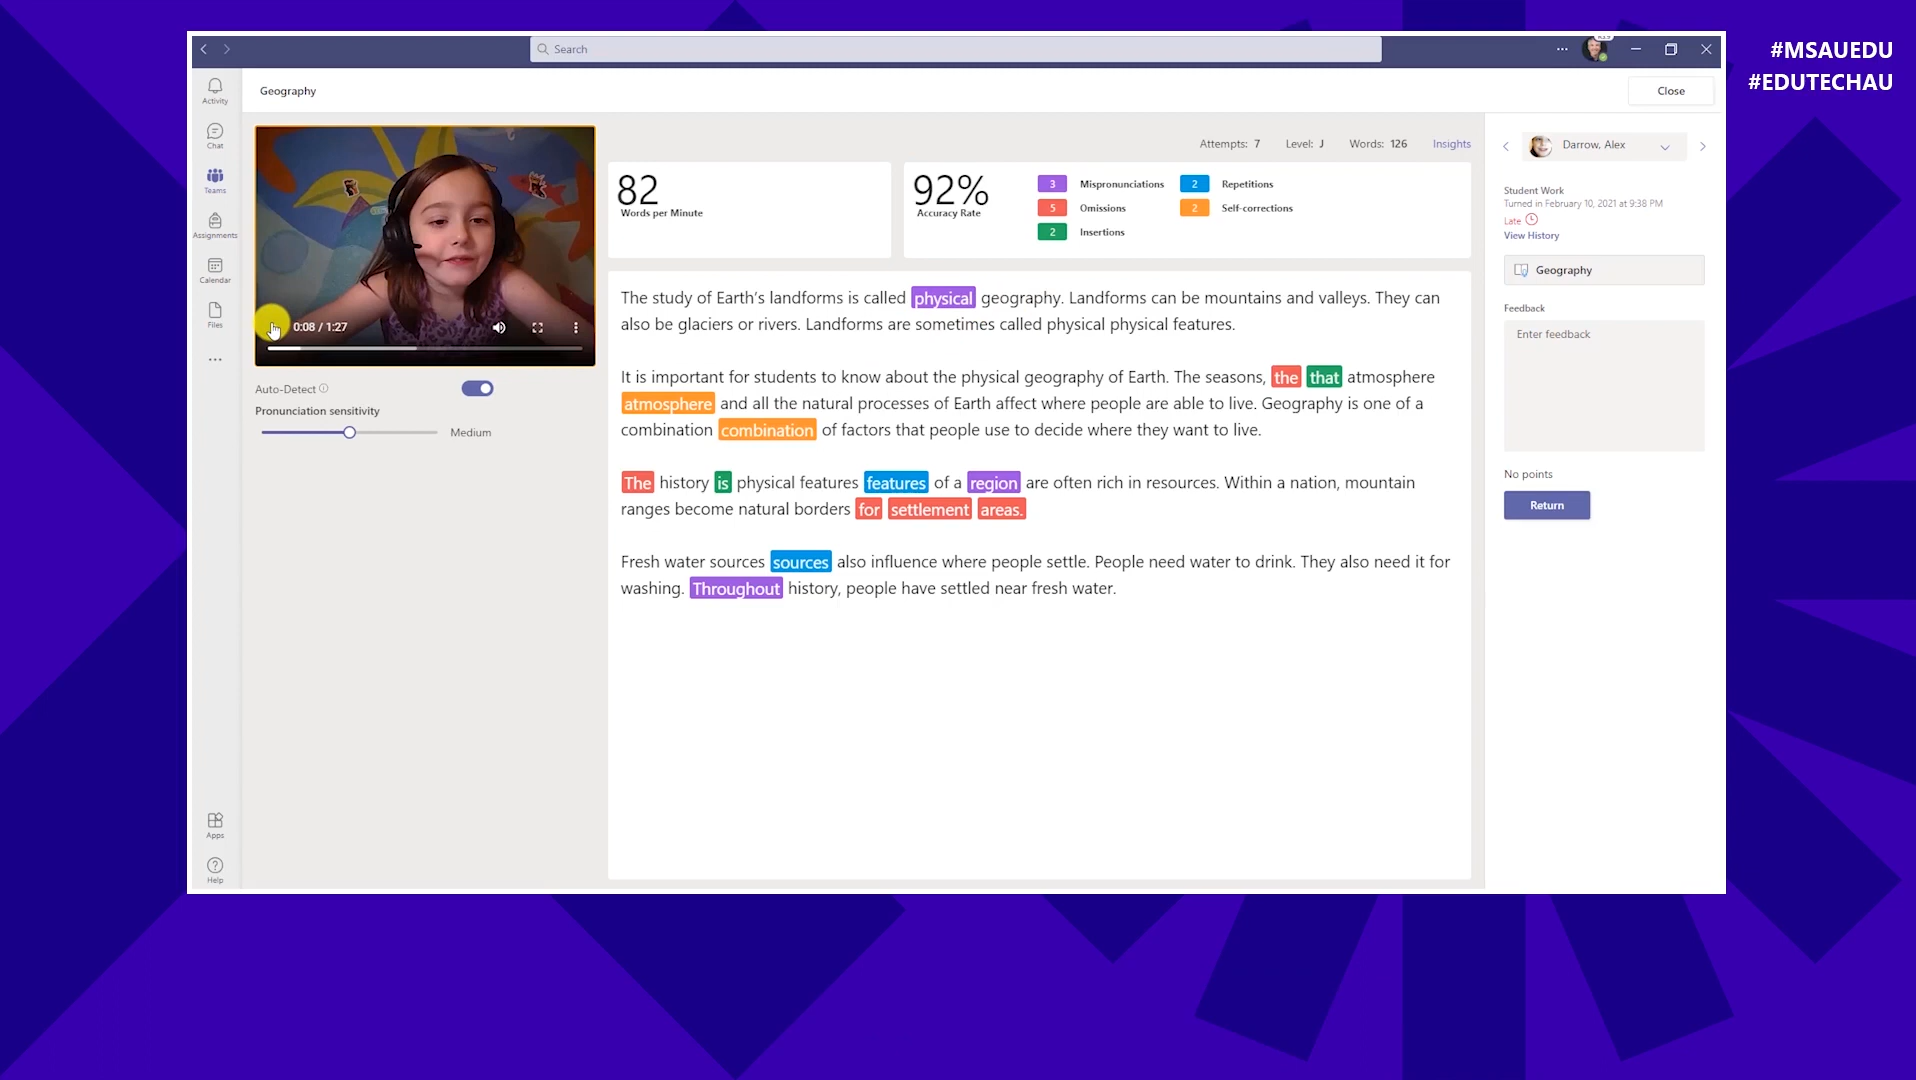 Search
#MSAUEDU
#EDUTECHAU
Activity
Chat
Teams
Assignments
Calendar
Files
Apps
Help
Geography
Close
0:08 / 1:27
Auto-Detect
Pronunciation sensitivity
Medium
Attempts: 7 Level: J Words: 126 Insights
82
Words per Minute
92%
Accuracy Rate
3 Mispronunciations
5 Omissions
2 Insertions
2 Repetitions
2 Self-corrections
The study of Earth's landforms is called physical geography. Landforms can be mountains and valleys. They can
also be glaciers or rivers. Landforms are sometimes called physical physical features.
It is important for students to know about the physical geography of Earth. The seasons, the that atmosphere
atmosphere and all the natural processes of Earth affect where people are able to live. Geography is one of a
combination combination of factors that people use to decide where they want to live.
The history is physical features features of a region are often rich in resources. Within a nation, mountain
ranges become natural borders for settlement areas.
Fresh water sources sources also influence where people settle. People need water to drink. They also need it for
washing. Throughout history, people have settled near fresh water.
Darrow, Alex
Student Work
Turned in February 10, 2021 at 9:38 PM
Late
View History
Geography
Feedback
Enter feedback
No points
Return